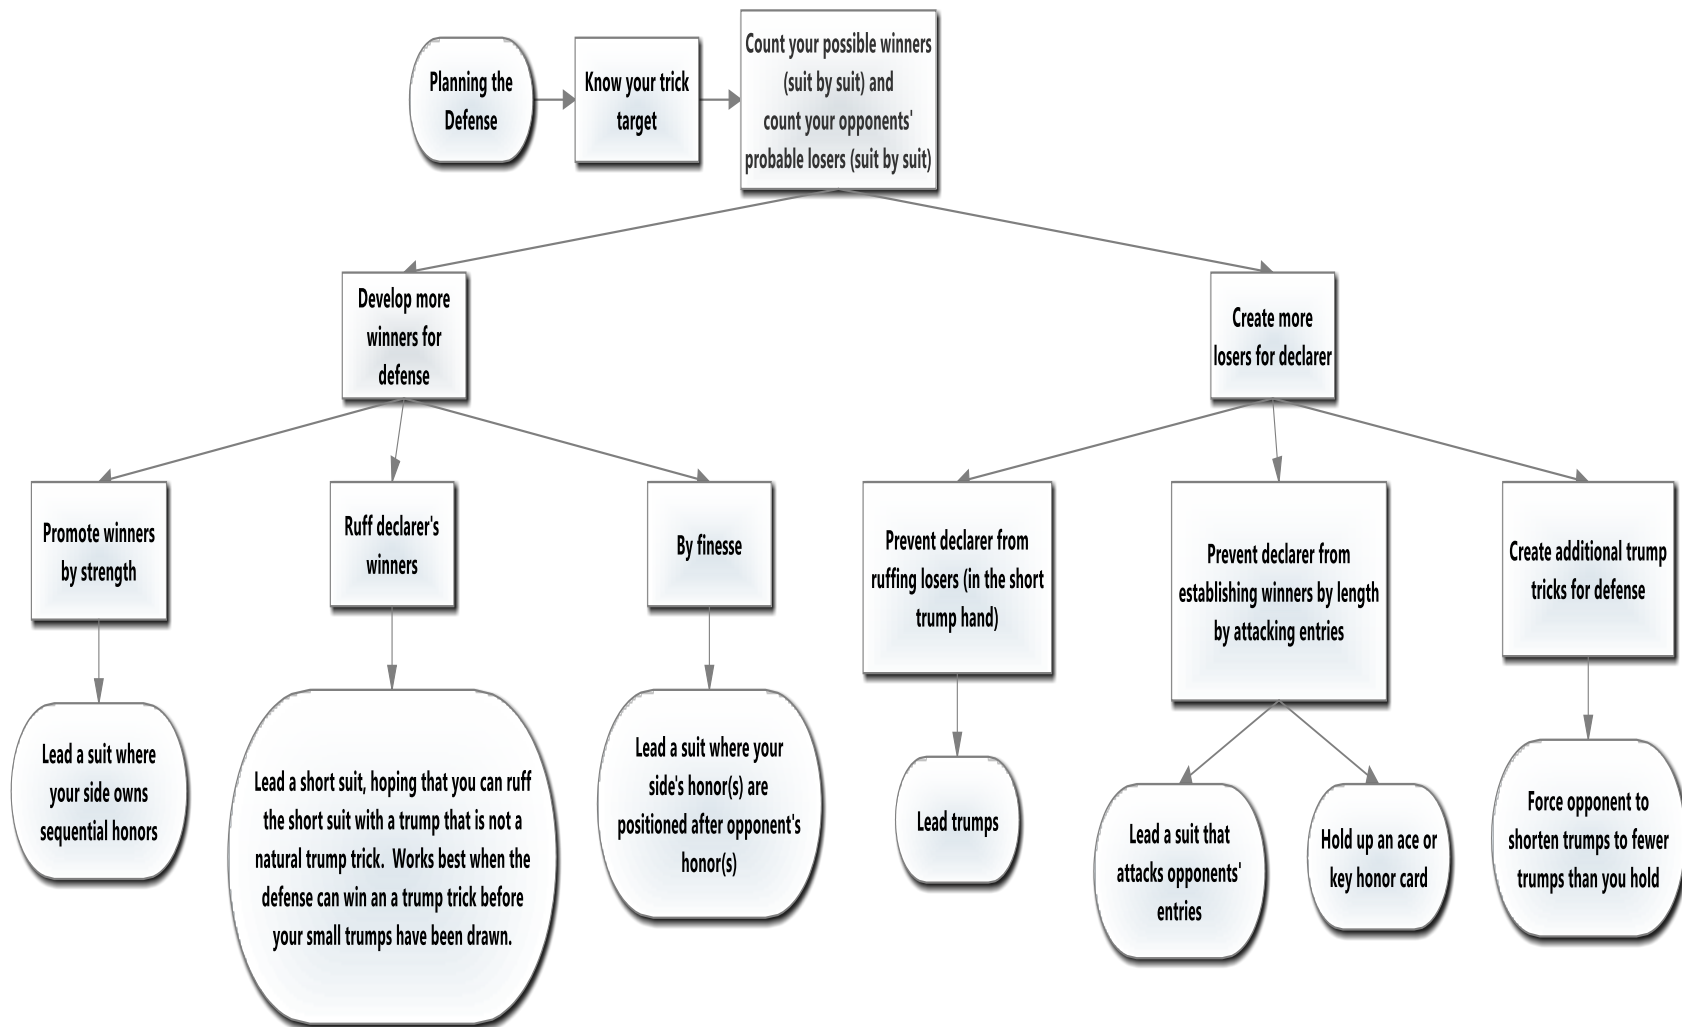 Planning the
Defense
Know your trick
target
Count your possible winners
(suit by suit) and
count your opponents'
probable losers (suit by suit)
Develop more
winners for
defense
Create more
losers for declarer
Promote winners
by strength
Ruff declarer's
winners
By finesse
Prevent declarer from
ruffing losers (in the short
trump hand)
Prevent declarer from
establishing winners by length
by attacking entries
Create additional trump
tricks for defense
Lead a suit where
your side owns
sequential honors
Lead a short suit, hoping that you can ruff
the short suit with a trump that is not a
natural trump trick.  Works best when the
defense can win an a trump trick before
your small trumps have been drawn.
Lead a suit where your
side's honor(s) are
positioned after opponent's
honor(s)
Lead trumps
Lead a suit that
attacks opponents'
entries
Hold up an ace or
key honor card
Force opponent to
shorten trumps to fewer
trumps than you hold